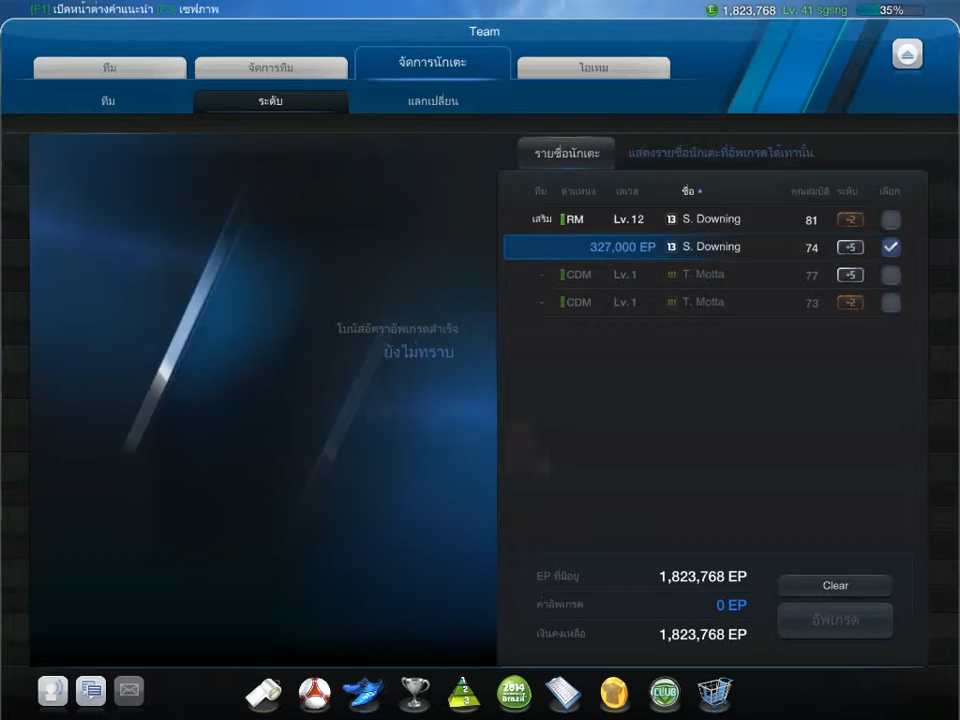 [F1] เปิดหน้าต่างคำแนะนำ [F3] เซฟภาพ
1,823,768 Lv. 41 sgsng 35%
Team
ทีม จัดการทีม จัดการนักเตะ ไอเทม
ทีม ระดับ แลกเปลี่ยน
รายชื่อนักเตะ แสดงรายชื่อนักเตะที่อัพเกรดได้เท่านั้น
ทีม ตำแหน่ง เลเวล ชื่อ คุณสมบัติ ระดับ เลือก
เสริม RM Lv. 12 13 S. Downing 81 +2
327,000 EP 13 S. Downing 74 +5
- CDM Lv. 1 T. Motta 77 +5
- CDM Lv. 1 T. Motta 73 +2
โบนัสอัตราอัพเกรดสำเร็จ
ยังไม่ทราบ
EP ที่มีอยู่ 1,823,768 EP
Clear
ค่าอัพเกรด 0 EP
อัพเกรด
เงินคงเหลือ 1,823,768 EP
1 2 3 2014 Brazil CLUB